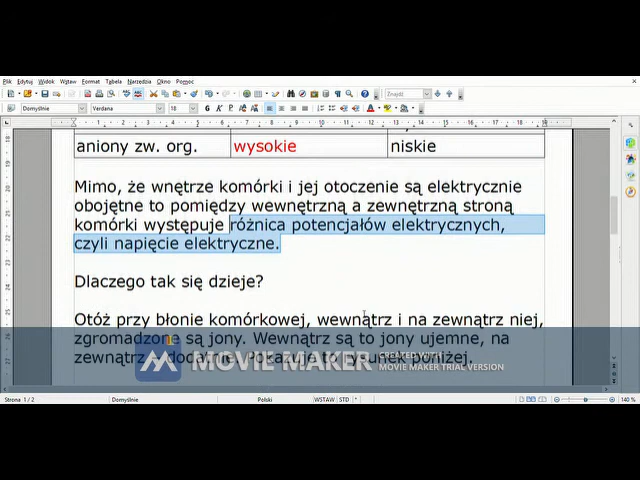 Plik Edytuj Widok Wstaw Format Tabela Narzędzia Okno Pomoc
Znajdź
Domyślnie Verdana 18
aniony zw. org. wysokie niskie
Mimo, że wnętrze komórki i jej otoczenie są elektrycznie
obojętne to pomiędzy wewnętrzną a zewnętrzną stroną
komórki występuje różnica potencjałów elektrycznych,
czyli napięcie elektryczne.
Dlaczego tak się dzieje?
Otóż przy błonie komórkowej, wewnątrz i na zewnątrz niej,
zgromadzone są jony. Wewnątrz są to jony ujemne, na
zewnątrz dodatnie. Pokazuje to rysunek poniżej.
MOVIE MAKER
CREATED WITH
MOVIE MAKER TRIAL VERSION
Strona 1 / 2 Domyślnie Polski WSTAW STD * 140 %